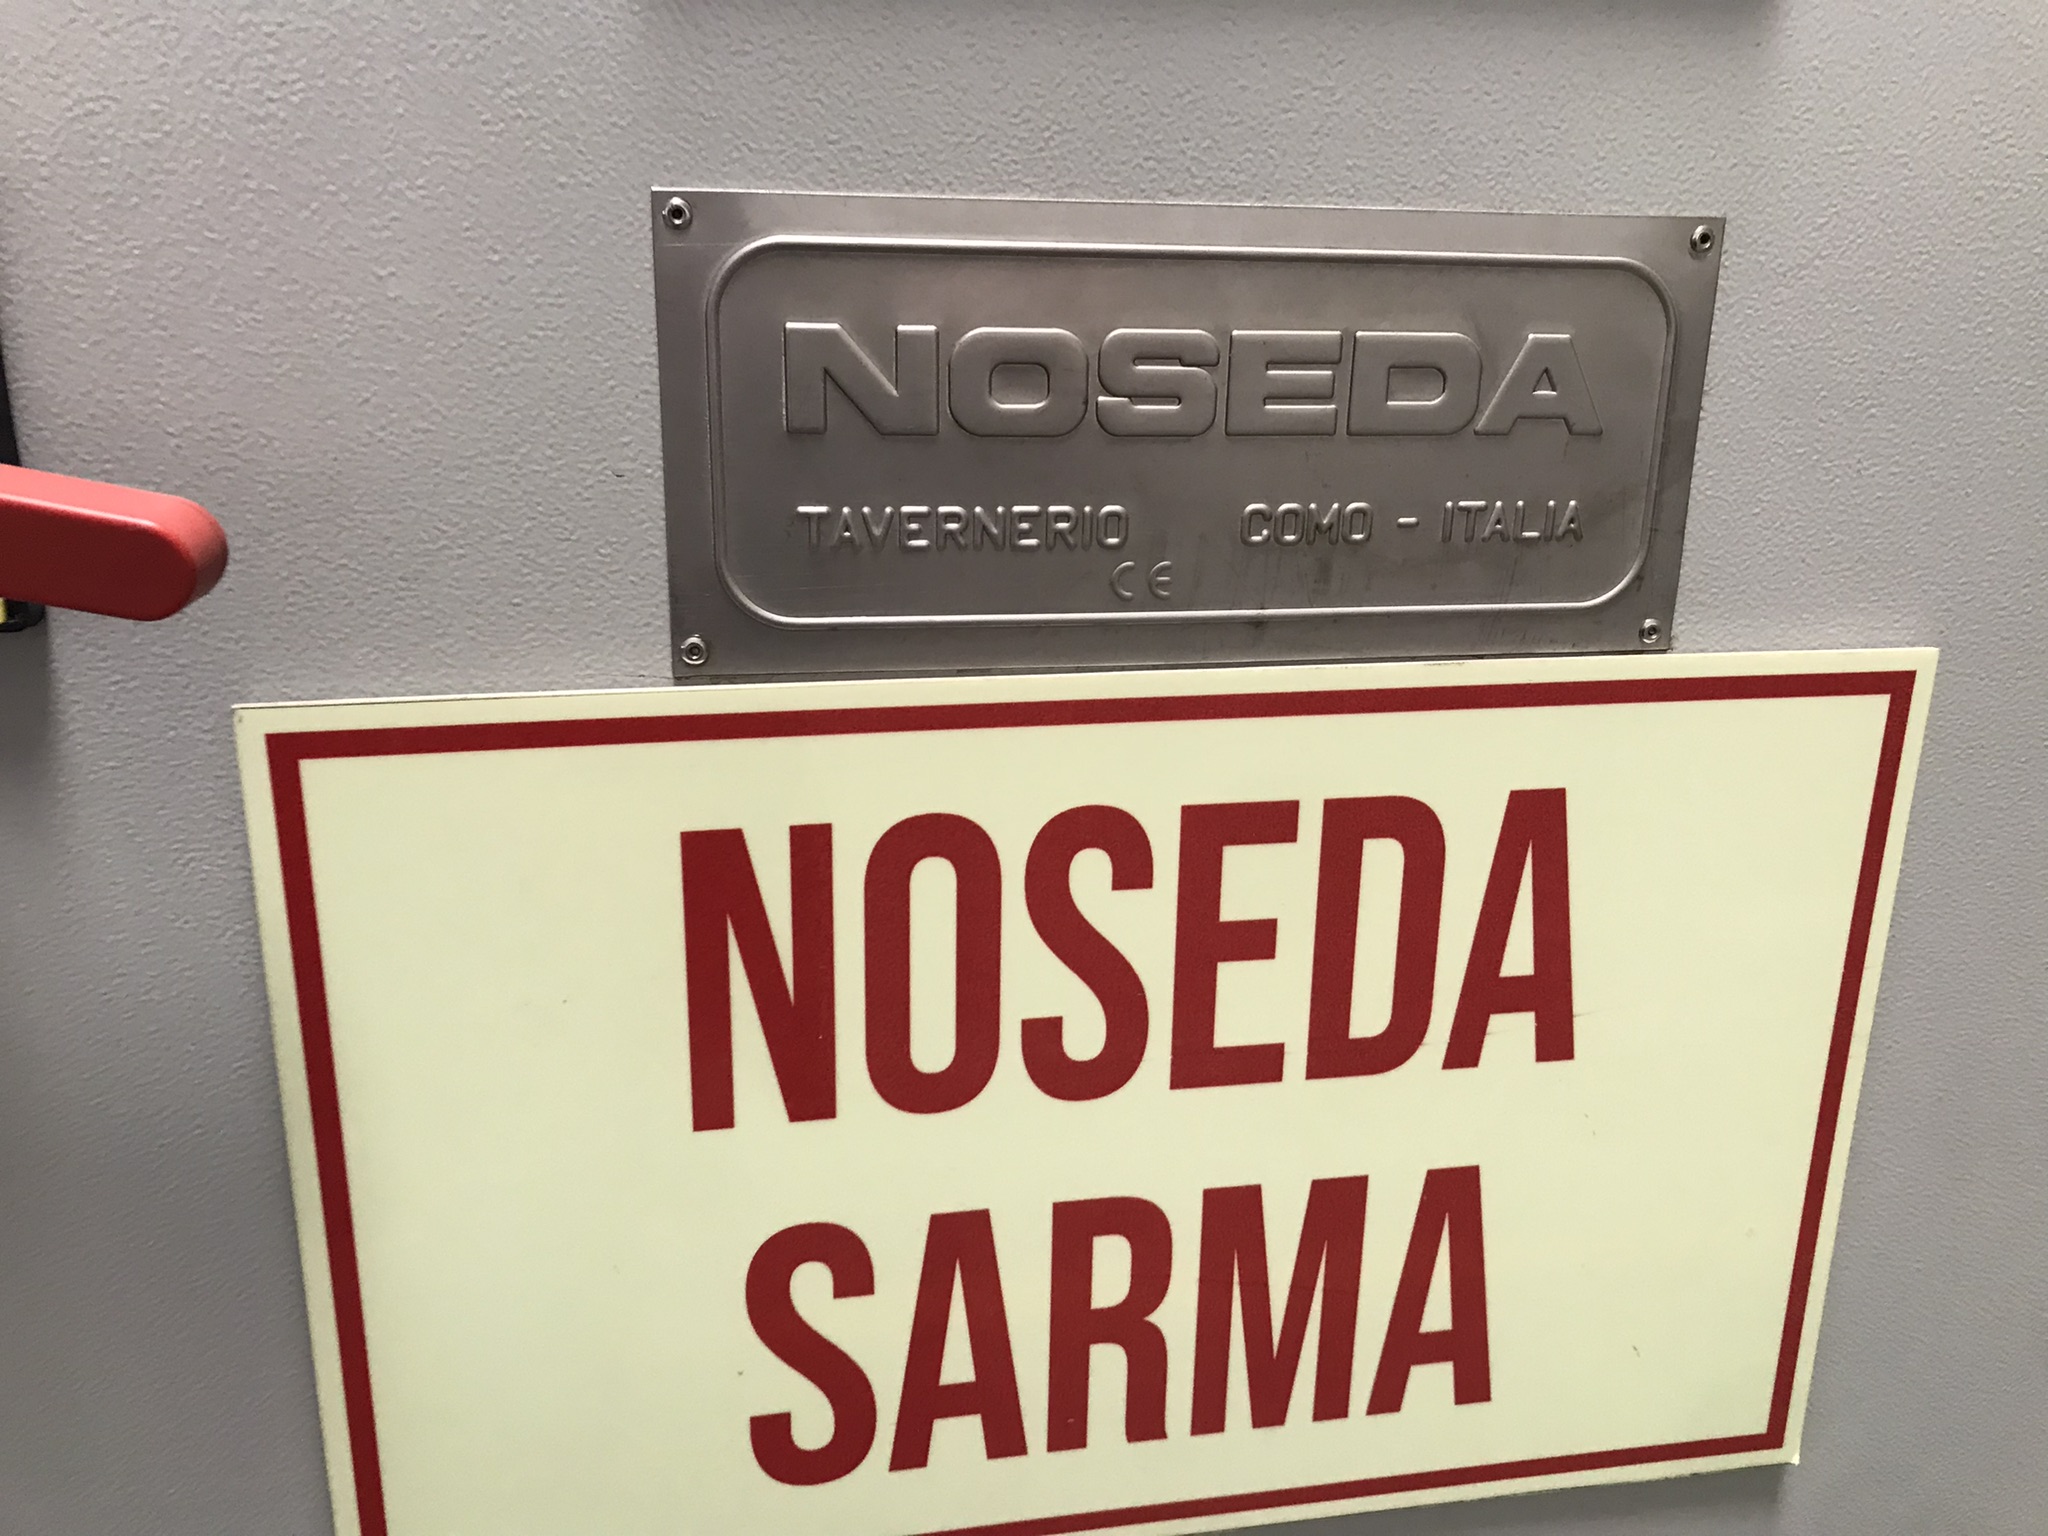 NOSEDA
TAVERNERIO COMO - ITALIA
CE
NOSEDA
SARMA